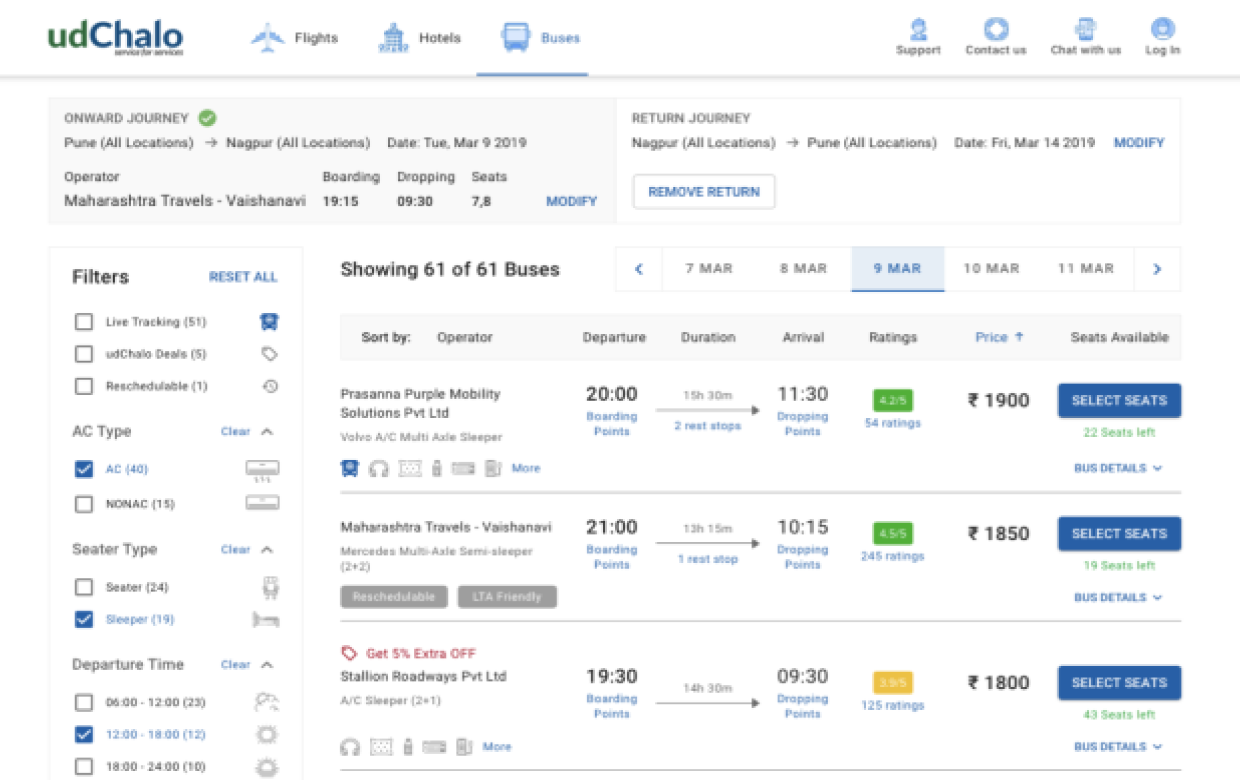 udChalo
service for services
Flights
Hotels
Buses
Support
Contact us
Chat with us
Log In
ONWARD JOURNEY
Pune (All Locations) → Nagpur (All Locations) Date: Tue, Mar 9 2019
Operator Boarding Dropping Seats
Maharashtra Travels - Vaishanavi 19:15 09:30 7,8 MODIFY
RETURN JOURNEY
Nagpur (All Locations) → Pune (All Locations) Date: Fri, Mar 14 2019 MODIFY
REMOVE RETURN
Filters RESET ALL
Live Tracking (51)
udChalo Deals (5)
Reschedulable (1)
AC Type Clear
AC (40)
NONAC (15)
Seater Type Clear
Seater (24)
Sleeper (19)
Departure Time Clear
06:00 - 12:00 (23)
12:00 - 18:00 (12)
18:00 - 24:00 (10)
Showing 61 of 61 Buses
7 MAR 8 MAR 9 MAR 10 MAR 11 MAR
Sort by: Operator Departure Duration Arrival Ratings Price ↑ Seats Available
Prasanna Purple Mobility
Solutions Pvt Ltd
Volvo A/C Multi Axle Sleeper
More
20:00
Boarding
Points
15h 30m
2 rest stops
11:30
Dropping
Points
4.2/5
54 ratings
₹ 1900
SELECT SEATS
22 Seats left
BUS DETAILS
Maharashtra Travels - Vaishanavi
Mercedes Multi-Axle Semi-sleeper
(2+2)
Reschedulable LTA Friendly
21:00
Boarding
Points
13h 15m
1 rest stop
10:15
Dropping
Points
4.5/5
245 ratings
₹ 1850
SELECT SEATS
19 Seats left
BUS DETAILS
Get 5% Extra OFF
Stallion Roadways Pvt Ltd
A/C Sleeper (2+1)
More
19:30
Boarding
Points
14h 30m
09:30
Dropping
Points
3.9/5
125 ratings
₹ 1800
SELECT SEATS
43 Seats left
BUS DETAILS